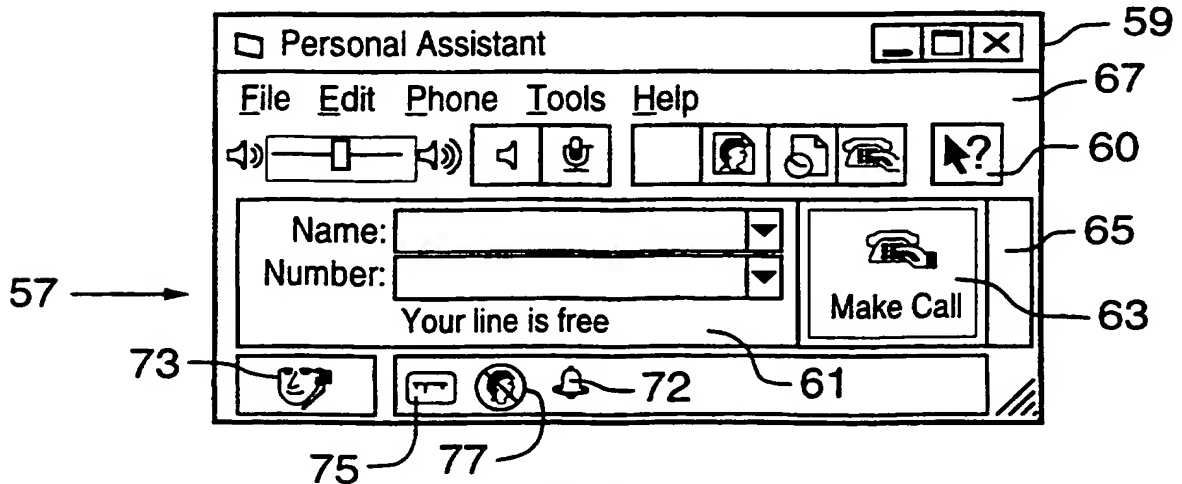 Personal Assistant
59
File Edit Phone Tools Help
67
?
60
Name:
65
Number:
57
Make Call
63
Your line is free
73
72
61
75
77